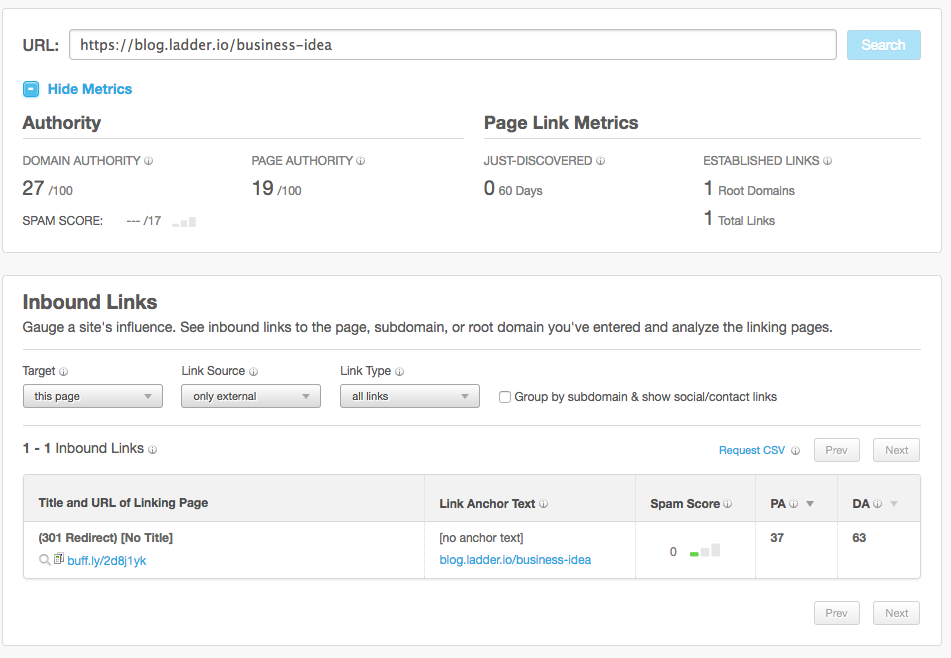 URL: https://blog.ladder.io/business-idea Search
Hide Metrics
Authority
DOMAIN AUTHORITY PAGE AUTHORITY
27 /100 19 /100
SPAM SCORE: --- /17
Page Link Metrics
JUST-DISCOVERED ESTABLISHED LINKS
0 60 Days 1 Root Domains
1 Total Links
Inbound Links
Gauge a site's influence. See inbound links to the page, subdomain, or root domain you've entered and analyze the linking pages.
Target Link Source Link Type
this page only external all links Group by subdomain & show social/contact links
1 - 1 Inbound Links Request CSV Prev Next
Title and URL of Linking Page Link Anchor Text Spam Score PA DA
(301 Redirect) [No Title] [no anchor text] 0 37 63
buff.ly/2d8j1yk blog.ladder.io/business-idea
Prev Next